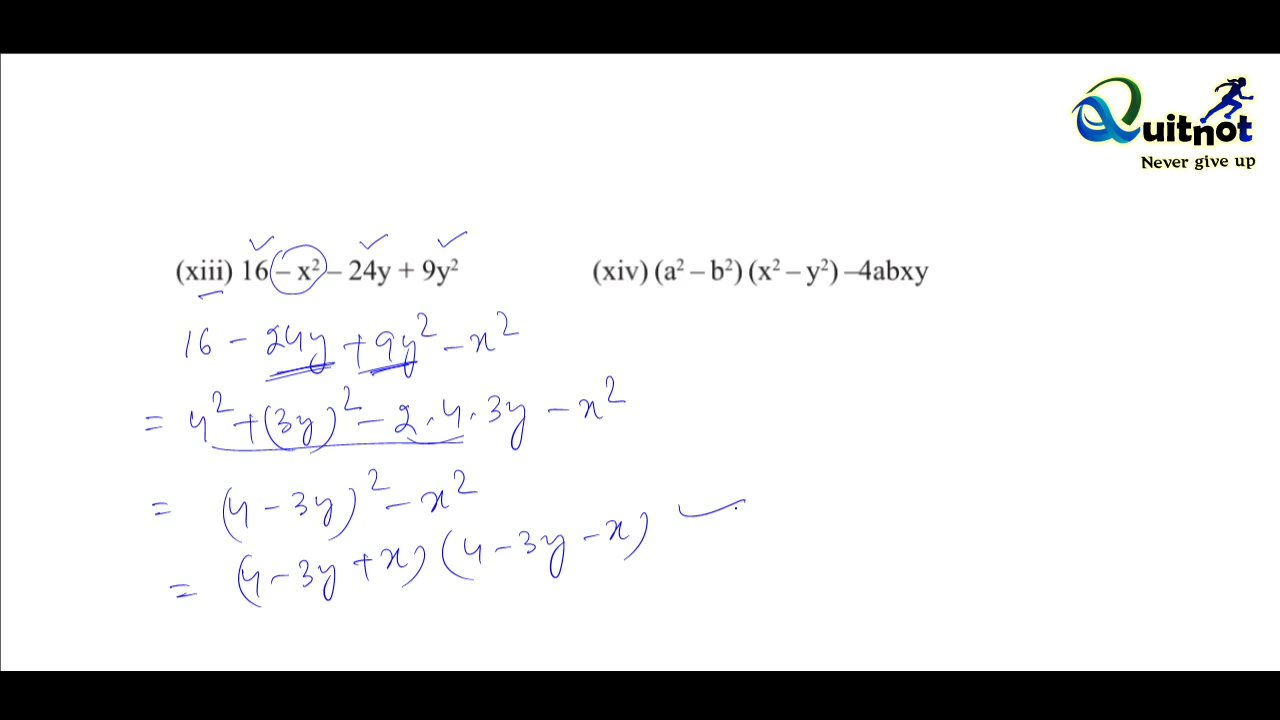 Quitnot
Never give up
(xiii) 16 – x² – 24y + 9y²
(xiv) (a² – b²) (x² – y²) –4abxy
16 - 24y + 9y² - x²
= 4² + (3y)² - 2 . 4 . 3y - x²
= (4 - 3y)² - x²
= (4 - 3y + x) (4 - 3y - x)